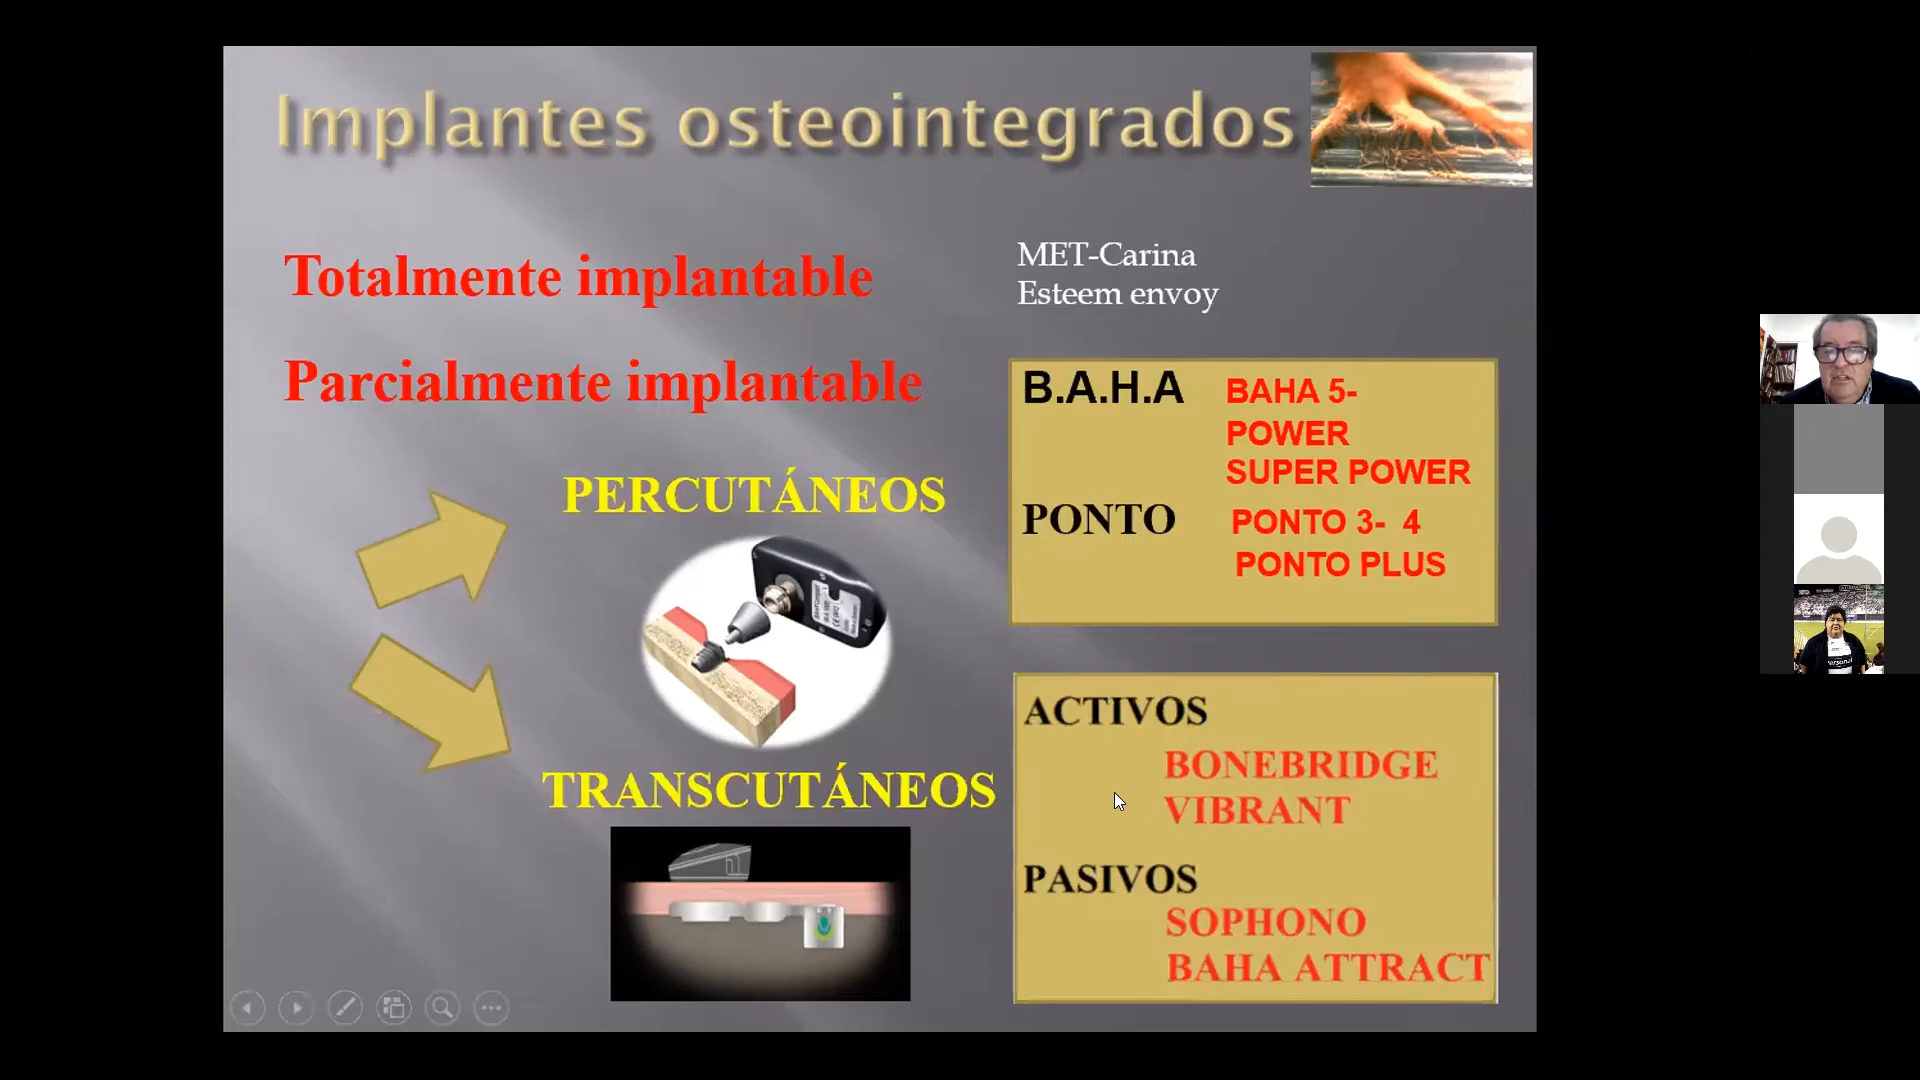 Implantes osteointegrados
Totalmente implantable
MET-Carina
Esteem envoy
Parcialmente implantable
B.A.H.A BAHA 5-
POWER
SUPER POWER
PONTO PONTO 3- 4
PONTO PLUS
PERCUTÁNEOS
TRANSCUTÁNEOS
ACTIVOS
BONEBRIDGE
VIBRANT
PASIVOS
SOPHONO
BAHA ATTRACT